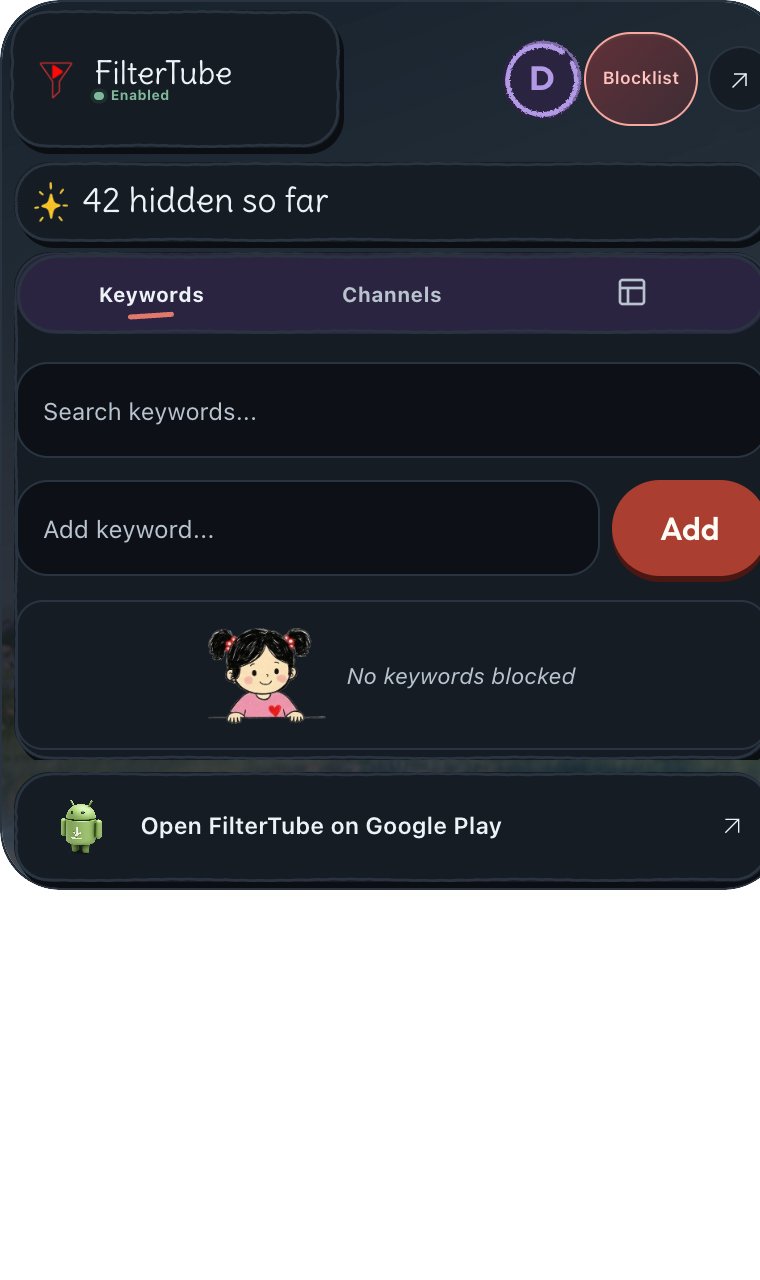 FilterTube
Enabled
D
Blocklist
42 hidden so far
Keywords
Channels
Search keywords...
Add keyword...
Add
No keywords blocked
Open FilterTube on Google Play